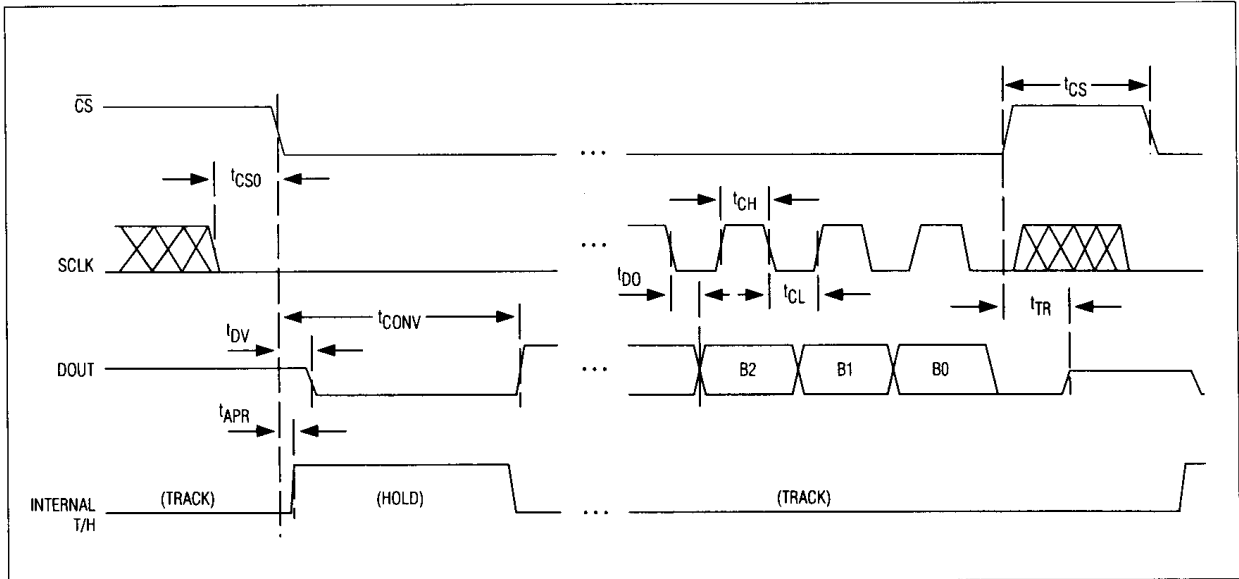 tCS
CS
tCS0
tCH
...
...
SCLK
tDO
tCL
tTR
tCONV
tDV
DOUT
...
B2
B1
B0
tAPR
(TRACK)
(HOLD)
(TRACK)
INTERNAL
T/H
...